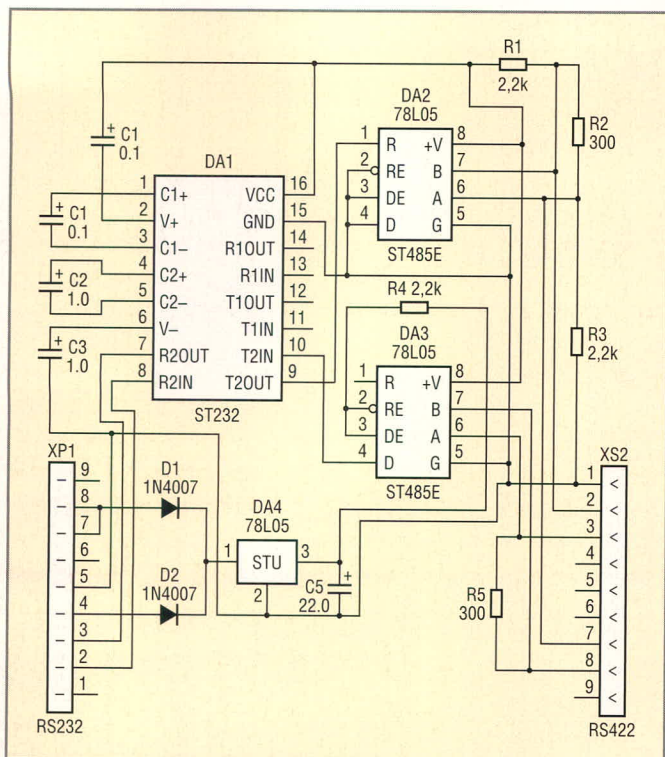 R1
2,2k
R2
300
C1
0.1
DA1
1 C1+ VCC 16
2 V+ GND 15
3 C1– R1OUT 14
4 C2+ R1IN 13
5 C2– T1OUT 12
6 V– T1IN 11
7 R2OUT T2IN 10
8 R2IN T2OUT 9
ST232
C1
0.1
C2
1.0
C3
1.0
DA2
78L05
1 R +V 8
2 RE B 7
3 DE A 6
4 D G 5
ST485E
R4 2,2k
DA3
78L05
1 R +V 8
2 RE B 7
3 DE A 6
4 D G 5
ST485E
R3
2,2k
XP1
9
8
7
6
5
4
3
2
1
RS232
D1
1N4007
D2
1N4007
DA4
78L05
1 STU 3
2
C5
22.0
R5
300
XS2
1
2
3
4
5
6
7
8
9
RS422